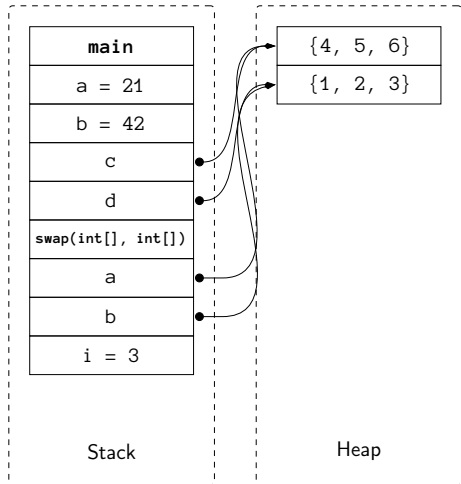 main
a = 21
b = 42
c
d
swap(int[], int[])
a
b
i = 3
Stack
{4, 5, 6}
{1, 2, 3}
Heap